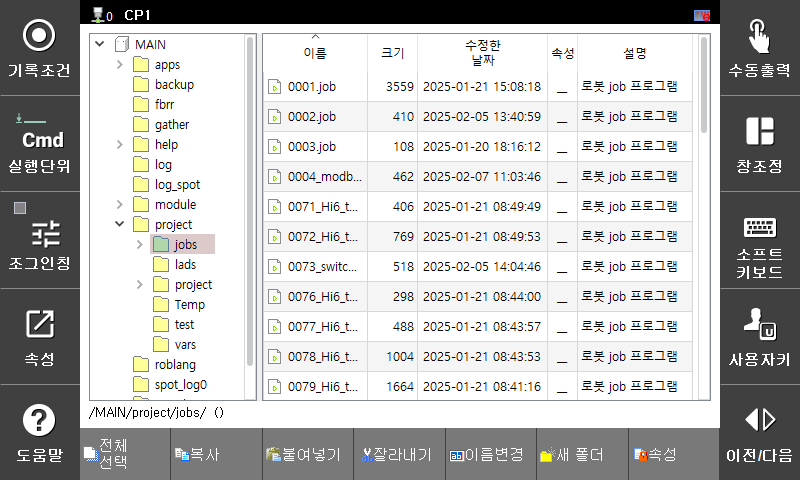 0 CP1
기록조건
Cmd
실행단위
조그인칭
속성
도움말
MAIN
apps
backup
fbrr
gather
help
log
log_spot
module
project
jobs
lads
project
Temp
test
vars
roblang
spot_log0
이름 크기 수정한 날짜 속성 설명
0001.job 3559 2025-01-21 15:08:18 __ 로봇 job 프로그램
0002.job 410 2025-02-05 13:40:59 __ 로봇 job 프로그램
0003.job 108 2025-01-20 18:16:12 __ 로봇 job 프로그램
0004_modb... 462 2025-02-07 11:03:46 __ 로봇 job 프로그램
0071_Hi6_t... 406 2025-01-21 08:49:49 __ 로봇 job 프로그램
0072_Hi6_t... 769 2025-01-21 08:49:53 __ 로봇 job 프로그램
0073_switc... 518 2025-02-05 14:04:46 __ 로봇 job 프로그램
0076_Hi6_t... 298 2025-01-21 08:44:00 __ 로봇 job 프로그램
0077_Hi6_t... 488 2025-01-21 08:43:57 __ 로봇 job 프로그램
0078_Hi6_t... 1004 2025-01-21 08:43:53 __ 로봇 job 프로그램
0079_Hi6_t... 1664 2025-01-21 08:41:16 __ 로봇 job 프로그램
/MAIN/project/jobs/ ()
수동출력
창조정
소프트
키보드
사용자키
이전/다음
전체
선택
복사
붙여넣기
잘라내기
이름변경
새 폴더
속성